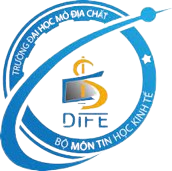 TRƯỜNG ĐẠI HỌC MỎ ĐỊA CHẤT
DIFE
BỘ MÔN TIN HỌC KINH TẾ